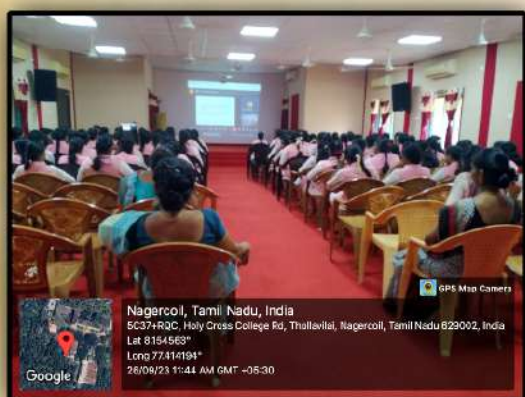 GPS Map Camera
Nagercoil, Tamil Nadu, India
5C37+RQC, Holy Cross College Rd, Thollavilai, Nagercoil, Tamil Nadu 629002, India
Lat 8.154563°
Long 77.414194°
26/09/23 11:44 AM GMT +05:30
Google